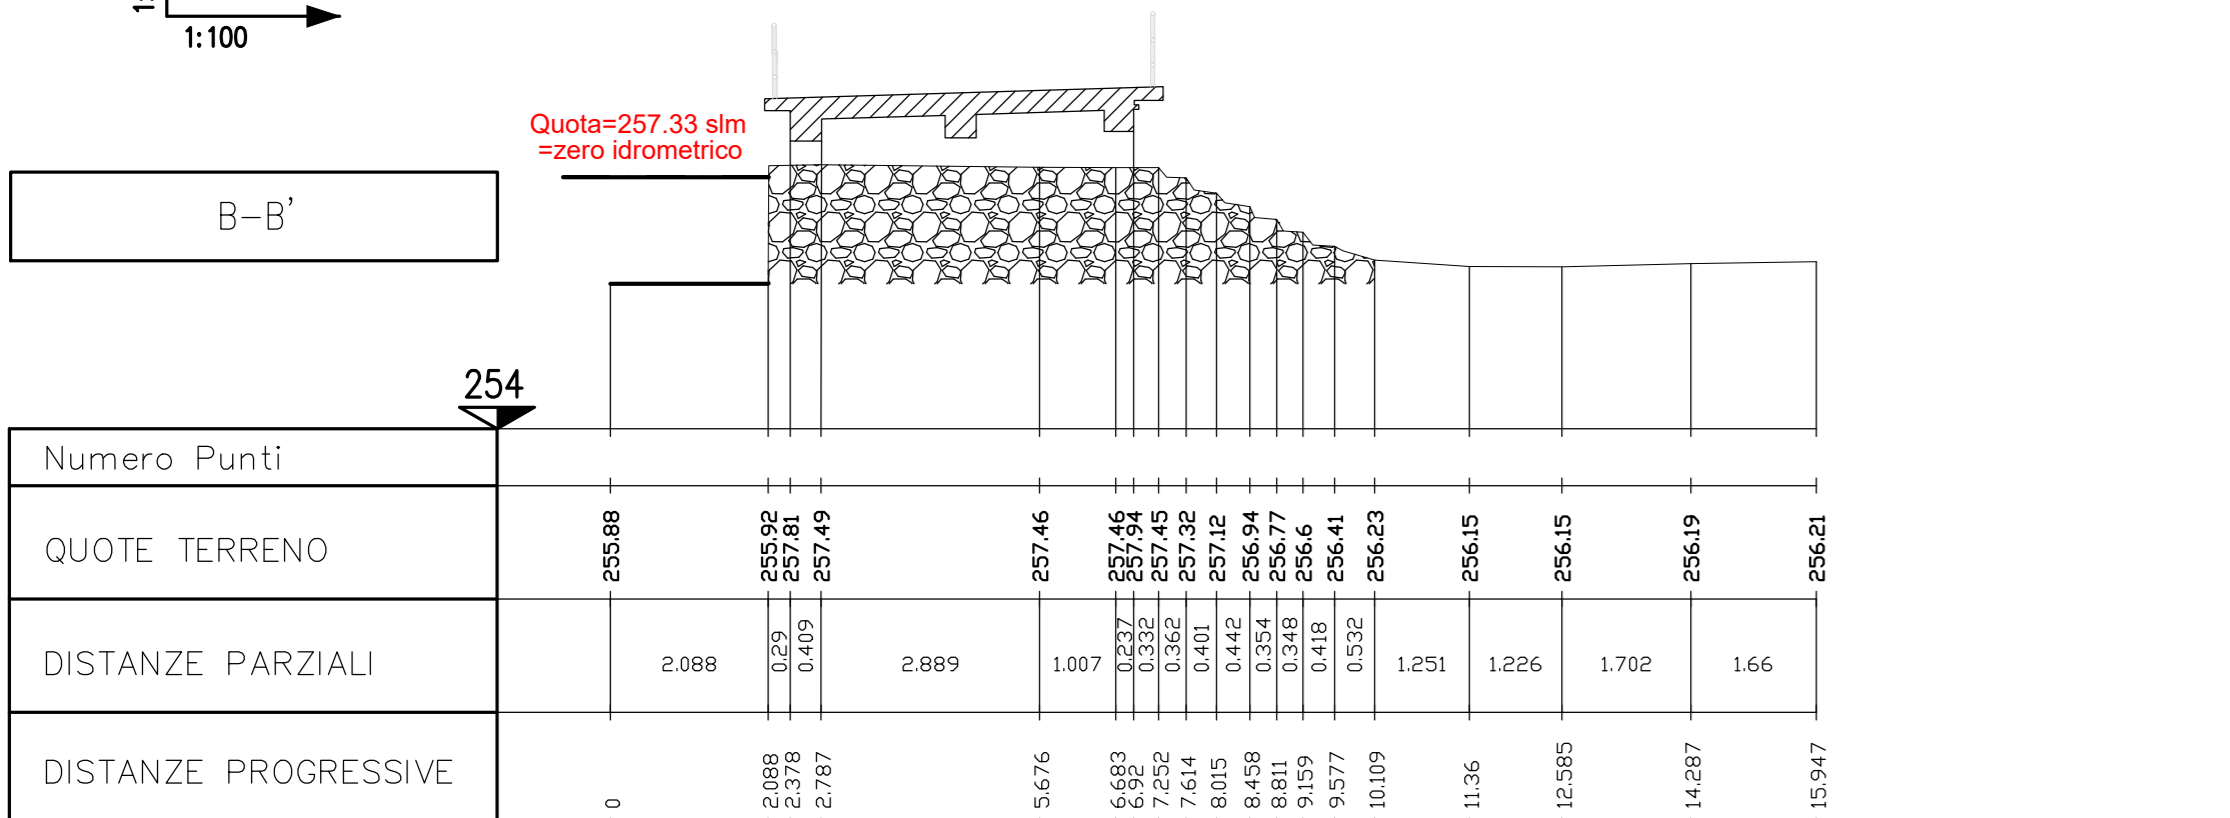 1:100
Quota=257.33 slm
=zero idrometrico
B-B'
254
Numero Punti
QUOTE TERRENO
255.88 255.92 257.81 257.49 257.46 257.46 257.94 257.45 257.32 257.12 256.94 256.77 256.6 256.41 256.23 256.15 256.15 256.19 256.21
DISTANZE PARZIALI
2.088 0.29 0.409 2.889 1.007 0.237 0.332 0.362 0.401 0.442 0.354 0.348 0.418 0.532 1.251 1.226 1.702 1.66
DISTANZE PROGRESSIVE
0 2.088 2.378 2.787 5.676 6.683 6.92 7.252 7.614 8.015 8.458 8.811 9.159 9.577 10.109 11.36 12.585 14.287 15.947